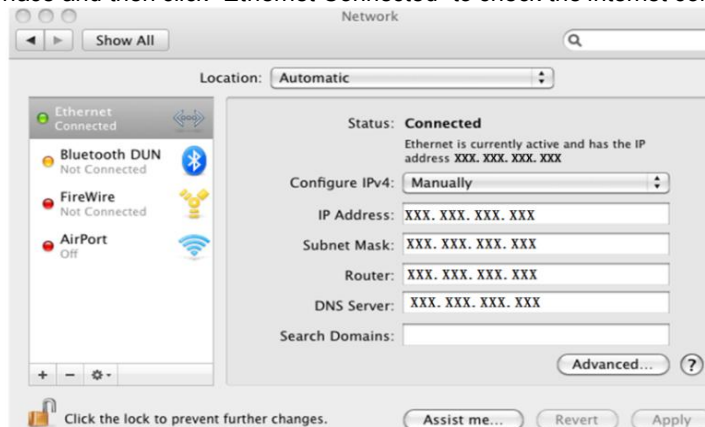 and then click "Ethernet Connected" to check the internet
Network
Show All
Location: Automatic
Ethernet
Connected
Bluetooth DUN
Not Connected
FireWire
Not Connected
AirPort
Off
Status: Connected
Ethernet is currently active and has the IP
address XXX. XXX. XXX. XXX
Configure IPv4: Manually
IP Address: XXX. XXX. XXX. XXX
Subnet Mask: XXX. XXX. XXX. XXX
Router: XXX. XXX. XXX. XXX
DNS Server: XXX. XXX. XXX. XXX
Search Domains:
Advanced... ?
+ -
Click the lock to prevent further changes.
Assist me... Revert Apply